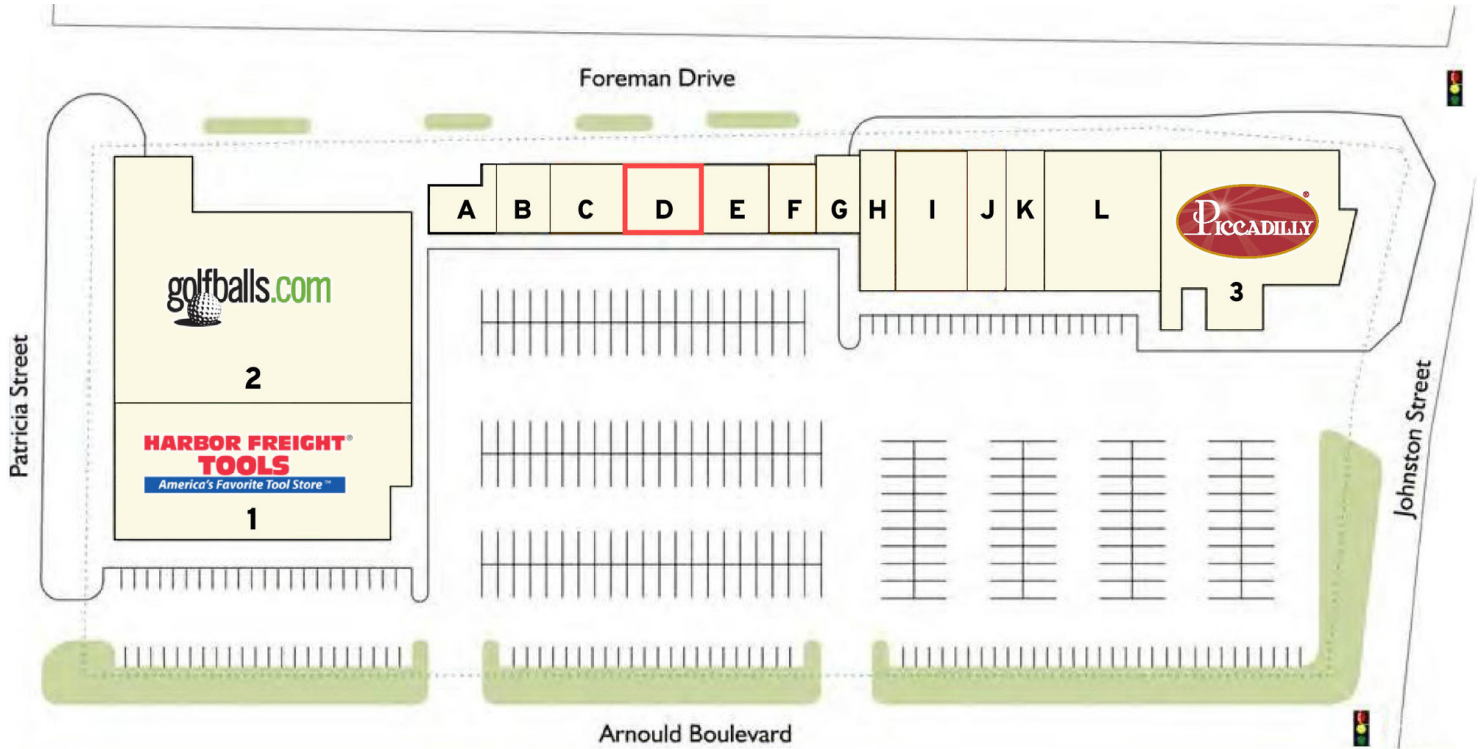 Foreman Drive
A
B
C
D
E
F
G
H
I
J
K
L
PICCADILLY®
3
golfballs.com
2
HARBOR FREIGHT®
TOOLS
America's Favorite Tool Store™
1
Patricia Street
Johnston Street
Arnould Boulevard